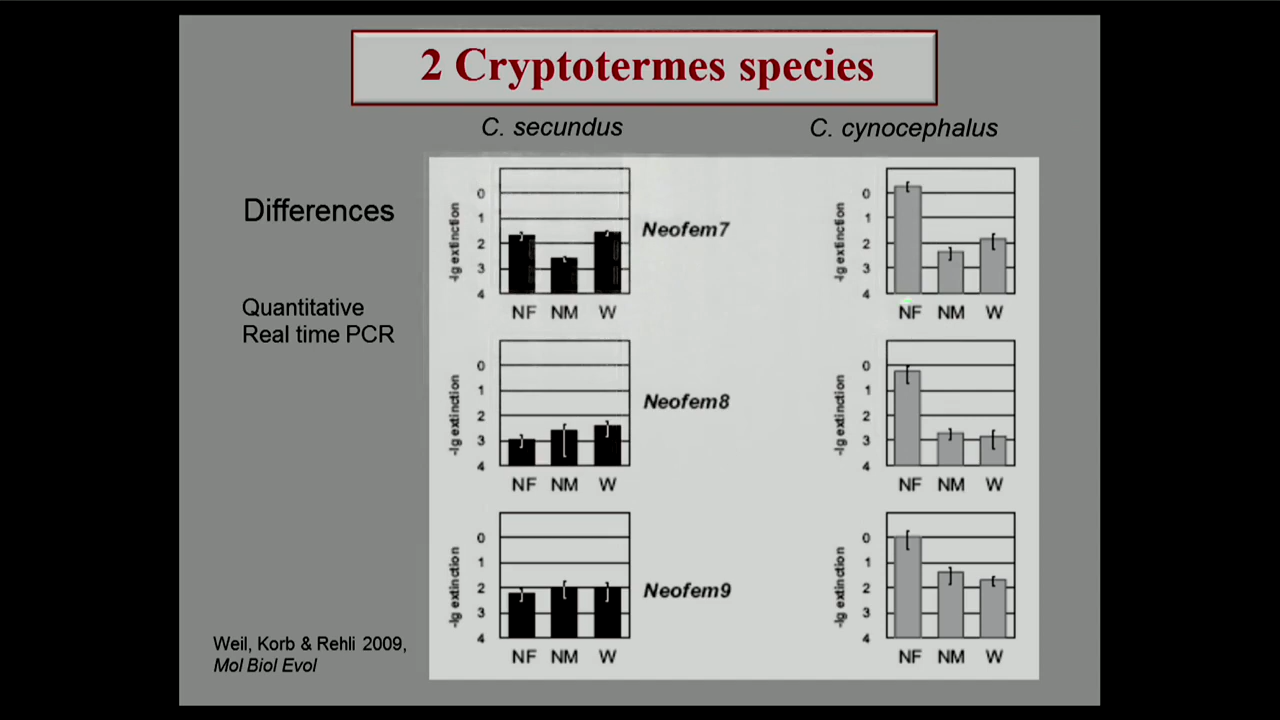 2 Cryptotermes species
C. secundus
C. cynocephalus
Differences
Quantitative
Real time PCR
-lg extinction
0
1
2
3
4
NF NM W
Neofem7
-lg extinction
0
1
2
3
4
NF NM W
-lg extinction
0
1
2
3
4
NF NM W
Neofem8
-lg extinction
0
1
2
3
4
NF NM W
-lg extinction
0
1
2
3
4
NF NM W
Neofem9
-lg extinction
0
1
2
3
4
NF NM W
Weil, Korb & Rehli 2009,
Mol Biol Evol